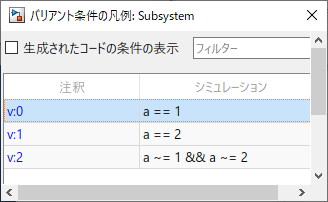 バリアント条件の凡例: Subsystem
生成されたコードの条件の表示 フィルター
注釈 シミュレーション
v:0 a == 1
v:1 a == 2
v:2 a ~= 1 && a ~= 2